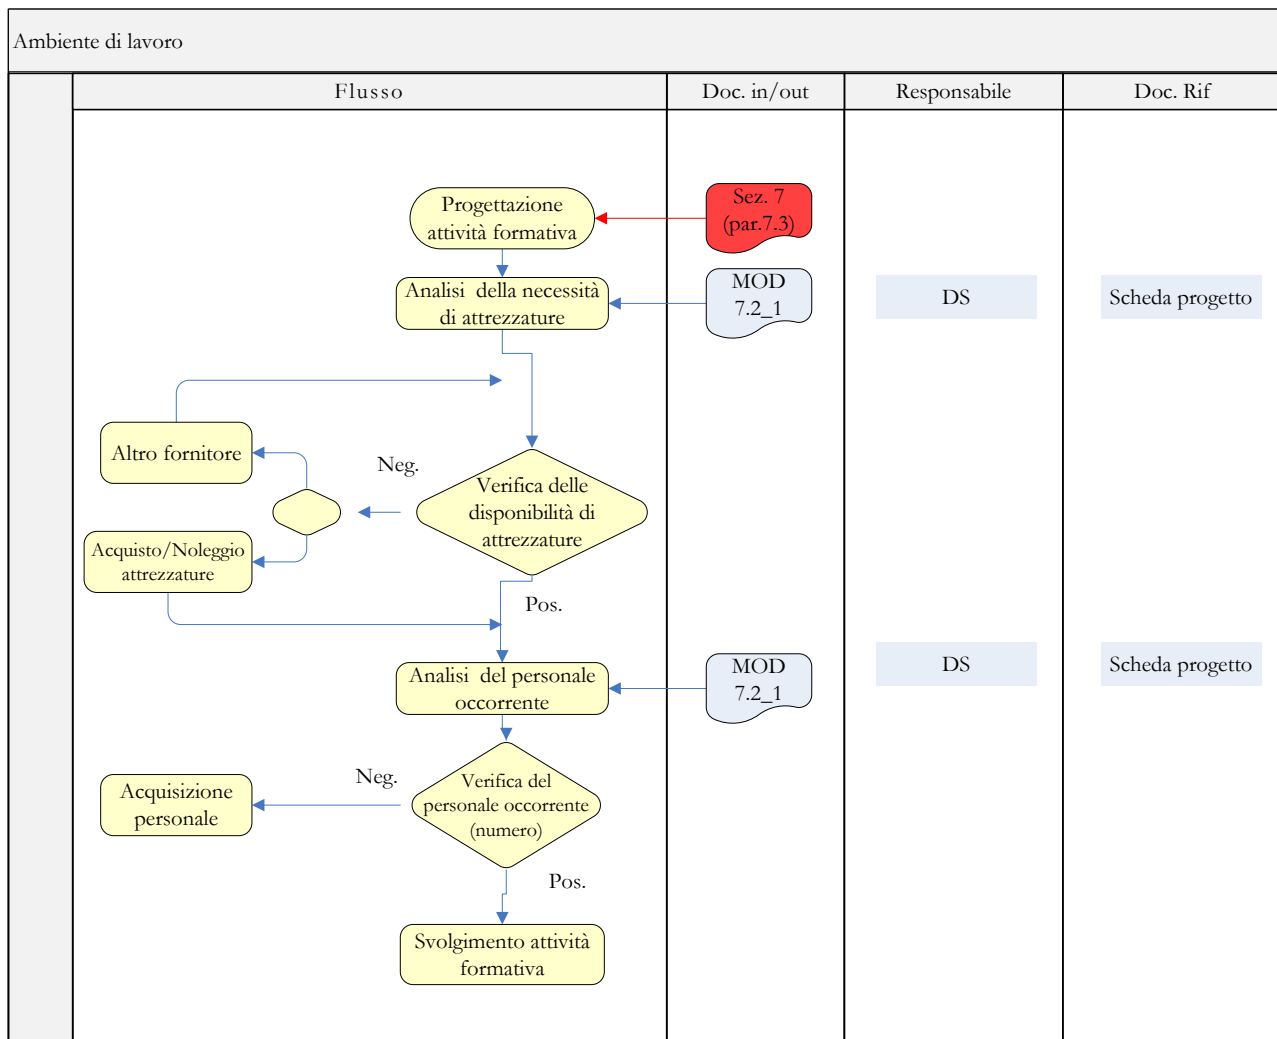 Ambiente di lavoro
Flusso
Doc. in/out
Responsabile
Doc. Rif
Progettazione
attività formativa
Sez. 7
(par.7.3)
Analisi della necessità
di attrezzature
MOD
7.2_1
DS
Scheda progetto
Altro fornitore
Neg.
Verifica delle
disponibilità di
attrezzature
Acquisto/Noleggio
attrezzature
Pos.
Analisi del personale
occorrente
MOD
7.2_1
DS
Scheda progetto
Acquisizione
personale
Neg.
Verifica del
personale occorrente
(numero)
Pos.
Svolgimento attività
formativa